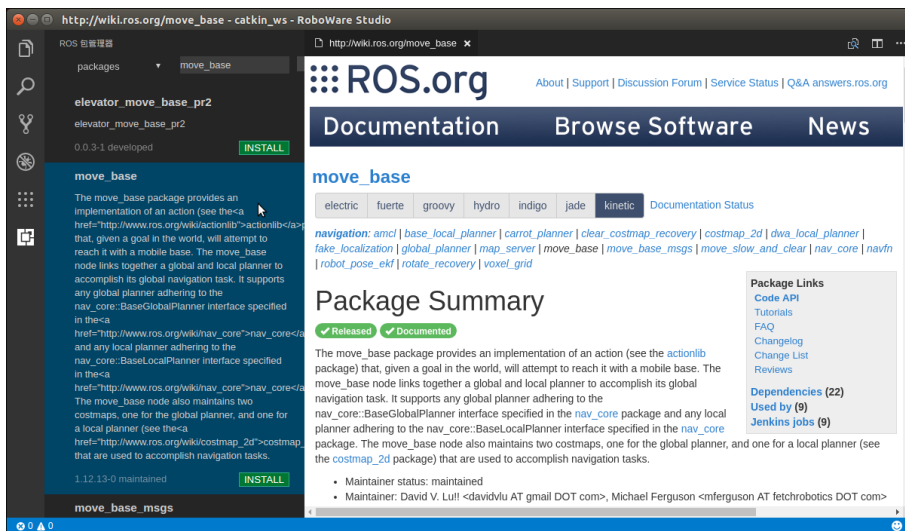 http://wiki.ros.org/move_base - catkin_ws - RoboWare Studio
ROS 包管理器
packages
move_base
elevator_move_base_pr2
elevator_move_base_pr2
0.0.3-1 developed
INSTALL
move_base
The move_base package provides an
implementation of an action (see the<a
href="http://www.ros.org/wiki/actionlib">actionlib</a>p
that, given a goal in the world, will attempt to
reach it with a mobile base. The move_base
node links together a global and local planner to
accomplish its global navigation task. It supports
any global planner adhering to the
nav_core::BaseGlobalPlanner interface specified
in the<a
href="http://www.ros.org/wiki/nav_core">nav_core</a
and any local planner adhering to the
nav_core::BaseLocalPlanner interface specified
in the<a
href="http://www.ros.org/wiki/nav_core">nav_core</a
The move_base node also maintains two
costmaps, one for the global planner, and one for
a local planner (see the<a
href="http://www.ros.org/wiki/costmap_2d">costmap_
that are used to accomplish navigation tasks.
1.12.13-0 maintained
INSTALL
move_base_msgs
0 0
http://wiki.ros.org/move_base
ROS.org
About | Support | Discussion Forum | Service Status | Q&A answers.ros.org
Documentation Browse Software News
move_base
electric fuerte groovy hydro indigo jade kinetic Documentation Status
navigation: amcl | base_local_planner | carrot_planner | clear_costmap_recovery | costmap_2d | dwa_local_planner |
fake_localization | global_planner | map_server | move_base | move_base_msgs | move_slow_and_clear | nav_core | navfn
| robot_pose_ekf | rotate_recovery | voxel_grid
Package Summary
Released Documented
The move_base package provides an implementation of an action (see the actionlib
package) that, given a goal in the world, will attempt to reach it with a mobile base. The
move_base node links together a global and local planner to accomplish its global
navigation task. It supports any global planner adhering to the
nav_core::BaseGlobalPlanner interface specified in the nav_core package and any local
planner adhering to the nav_core::BaseLocalPlanner interface specified in the nav_core
package. The move_base node also maintains two costmaps, one for the global planner, and one for a local planner (see
the costmap_2d package) that are used to accomplish navigation tasks.
Maintainer status: maintained
Maintainer: David V. Lu!! <davidvlu AT gmail DOT com>, Michael Ferguson <mferguson AT fetchrobotics DOT com>
Package Links
Code API
Tutorials
FAQ
Changelog
Change List
Reviews
Dependencies (22)
Used by (9)
Jenkins jobs (9)